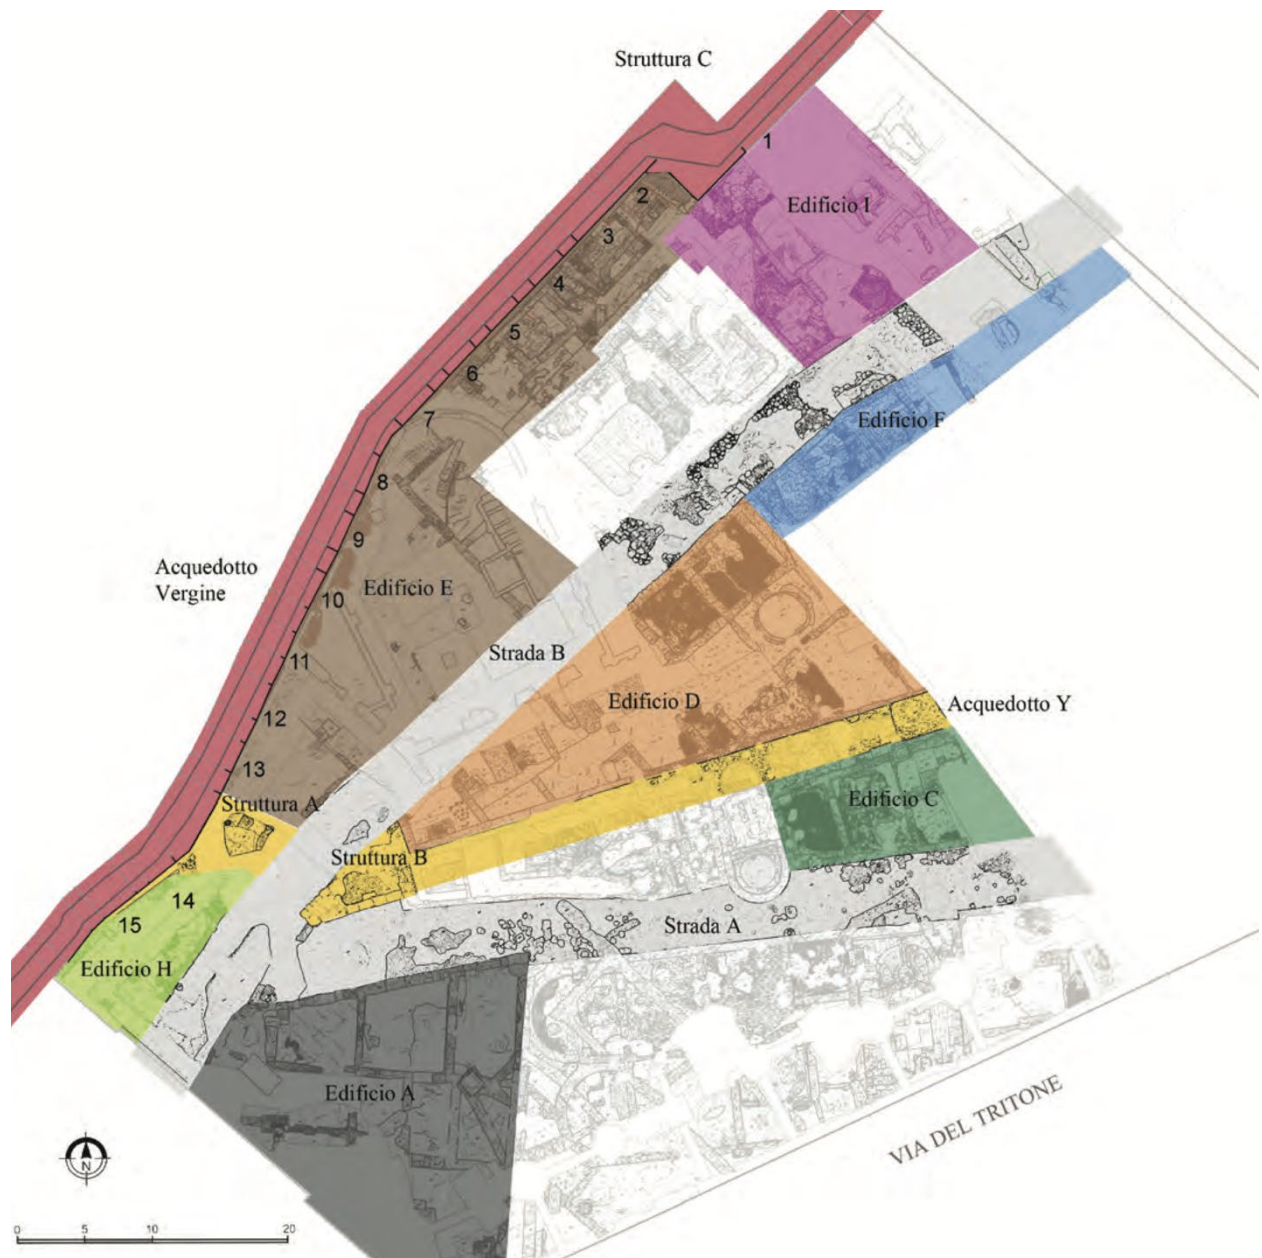 Struttura C
1
2
Edificio I
3
4
5
6
7
Edificio F
8
9
Acquedotto
Vergine
Edificio E
10
11
Strada B
Edificio D
Acquedotto Y
12
13
Struttura A
Edificio C
Struttura B
14
15
Strada A
Edificio H
Edificio A
VIA DEL TRITONE
N
0 5 10 20